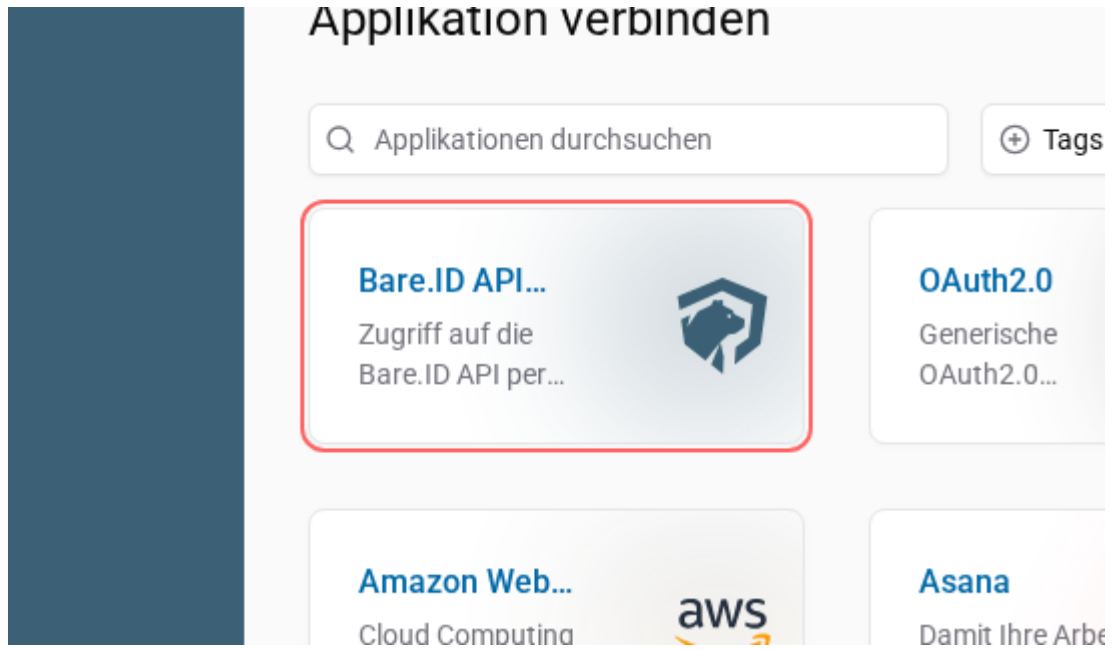 Applikation verbinden
Applikationen durchsuchen
Tags
Bare.ID API...
Zugriff auf die
Bare.ID API per...
OAuth2.0
Generische
OAuth2.0...
Amazon Web...
Cloud Computing
aws
Asana
Damit Ihre Arbe